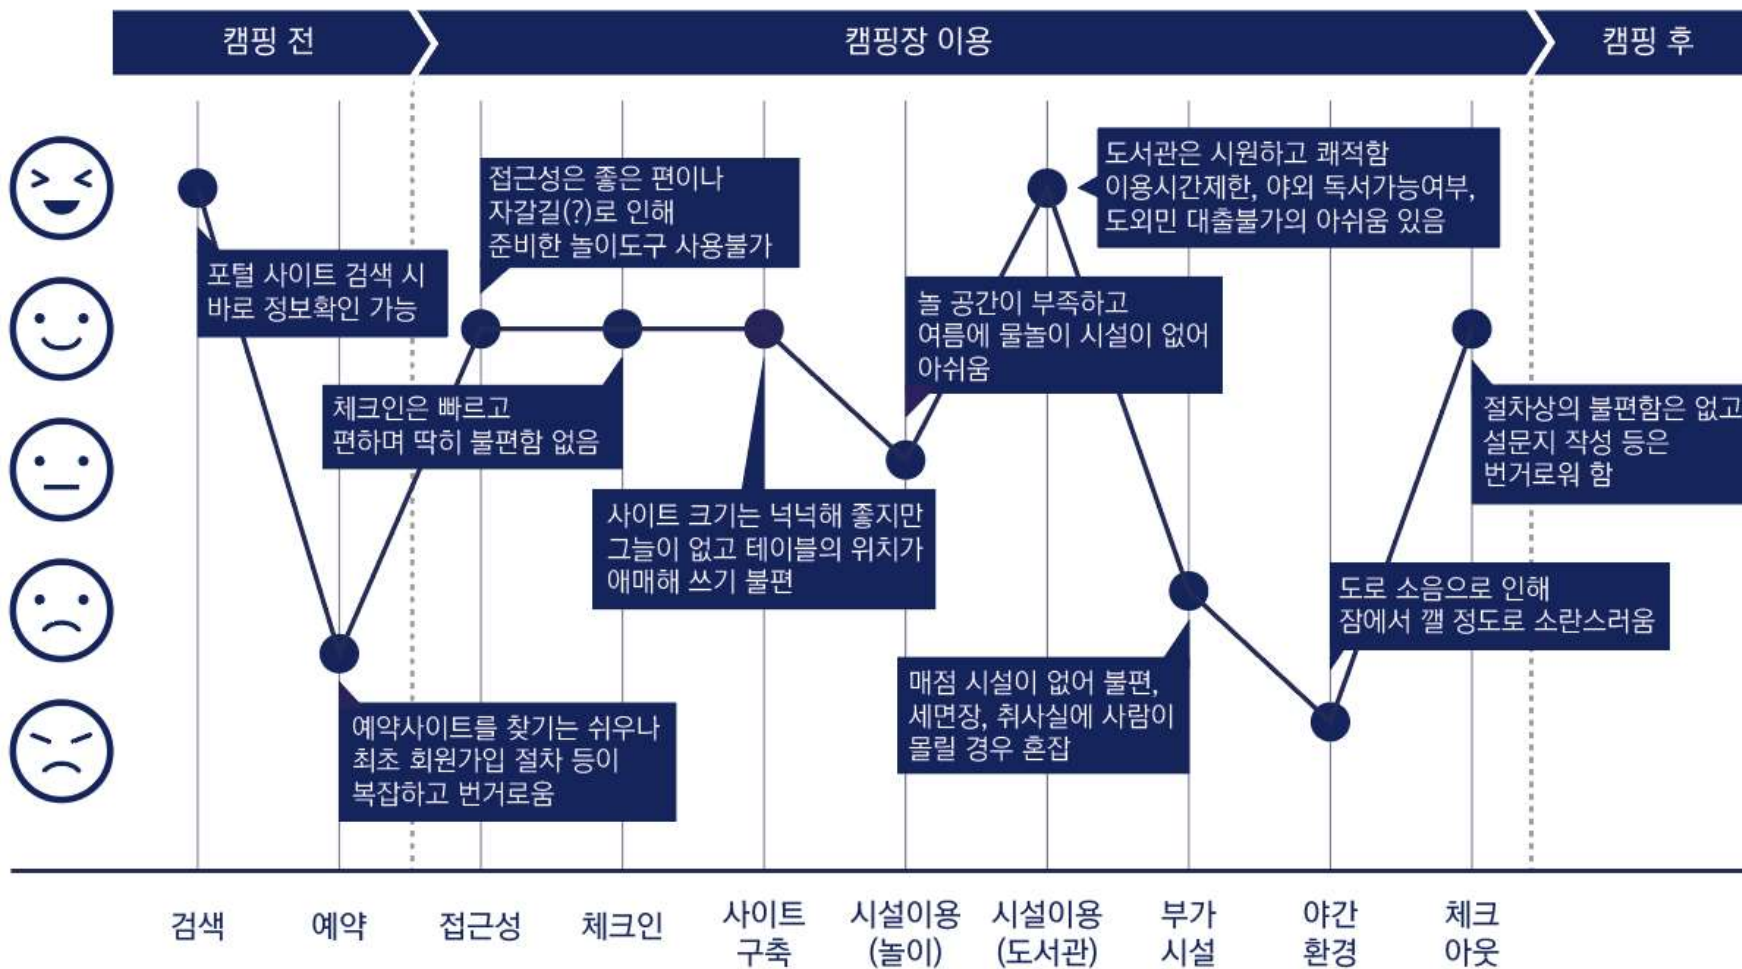 캠핑 전
캠핑장 이용
캠핑 후
포털 사이트 검색 시
바로 정보확인 가능
예약사이트를 찾기는 쉬우나
최초 회원가입 절차 등이
복잡하고 번거로움
접근성은 좋은 편이나
자갈길(?)로 인해
준비한 놀이도구 사용불가
체크인은 빠르고
편하며 딱히 불편함 없음
사이트 크기는 넉넉해 좋지만
그늘이 없고 테이블의 위치가
애매해 쓰기 불편
놀 공간이 부족하고
여름에 물놀이 시설이 없어
아쉬움
도서관은 시원하고 쾌적함
이용시간제한, 야외 독서가능여부,
도외민 대출불가의 아쉬움 있음
매점 시설이 없어 불편,
세면장, 취사실에 사람이
몰릴 경우 혼잡
도로 소음으로 인해
잠에서 깰 정도로 소란스러움
절차상의 불편함은 없고
설문지 작성 등은
번거로워 함
검색
예약
접근성
체크인
사이트
구축
시설이용
(놀이)
시설이용
(도서관)
부가
시설
야간
환경
체크
아웃